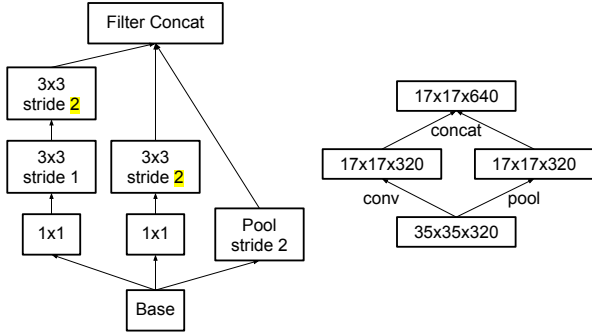 Filter Concat
3x3
stride 2
3x3
stride 1
3x3
stride 2
1x1
1x1
Pool
stride 2
Base
17x17x640
concat
17x17x320
17x17x320
conv
pool
35x35x320